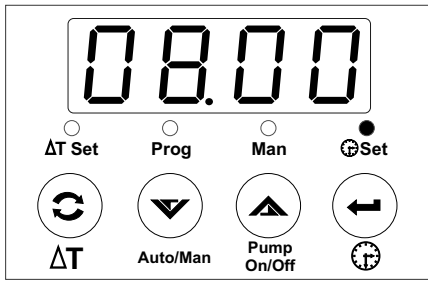 08.00
ΔT Set Prog Man Set
ΔT Auto/Man Pump On/Off